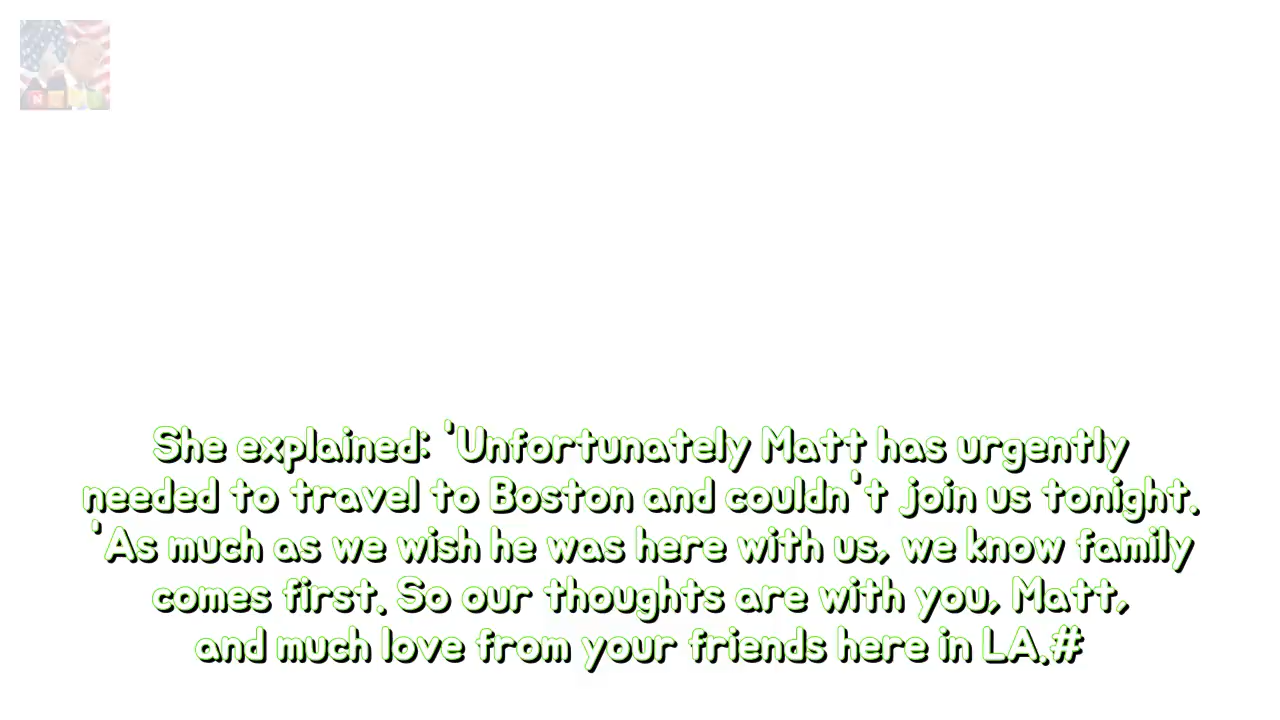 She explained: 'Unfortunately Matt has urgently
needed to travel to Boston and couldn't join us tonight.
'As much as we wish he was here with us, we know family
comes first. So our thoughts are with you, Matt,
and much love from your friends here in LA.#